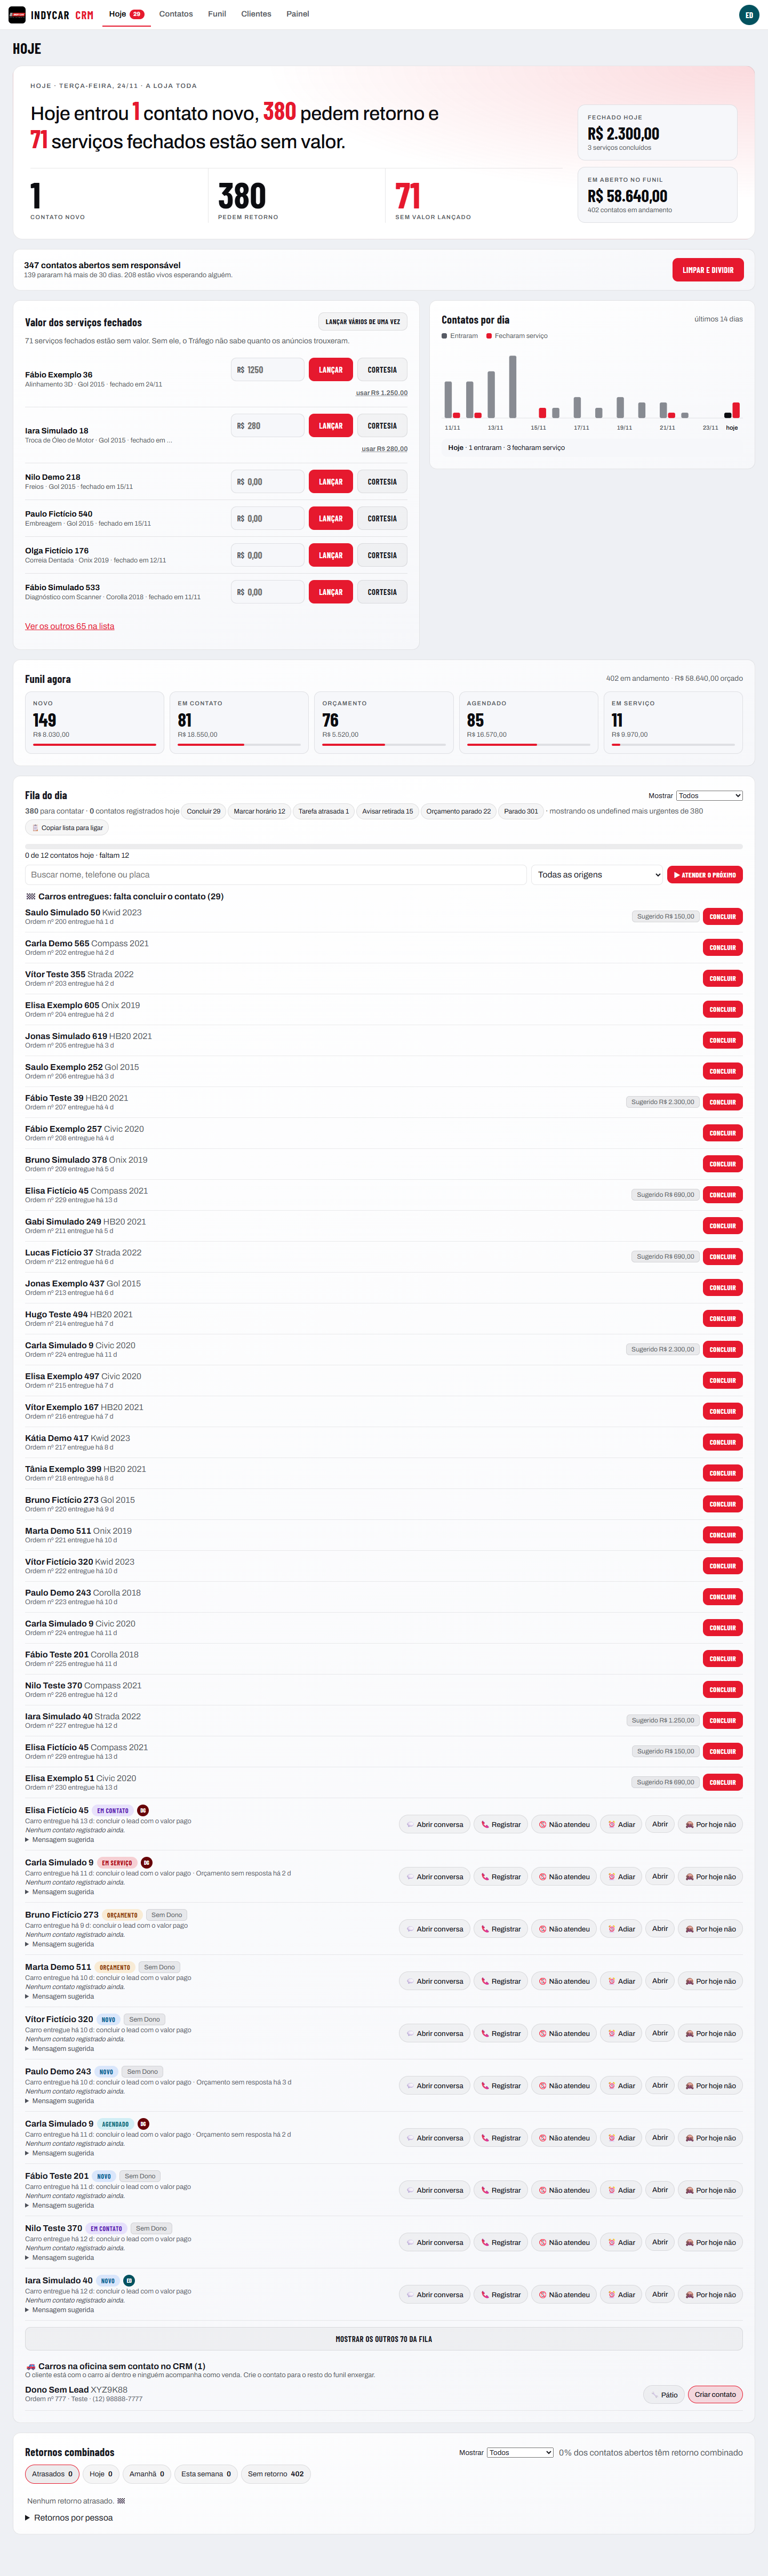 INDYCAR CRM
Hoje 29
Contatos
Funil
Clientes
Painel
ED
HOJE
HOJE · TERÇA-FEIRA, 24/11 · A LOJA TODA
Hoje entrou 1 contato novo, 380 pedem retorno e
71 serviços fechados estão sem valor.
1
CONTATO NOVO
380
PEDEM RETORNO
71
SEM VALOR LANÇADO
FECHADO HOJE
R$ 2.300,00
3 serviços concluídos
EM ABERTO NO FUNIL
R$ 58.640,00
402 contatos em andamento
347 contatos abertos sem responsável
139 pararam há mais de 30 dias. 208 estão vivos esperando alguém.
LIMPAR E DIVIDIR
Valor dos serviços fechados
LANÇAR VÁRIOS DE UMA VEZ
71 serviços fechados estão sem valor. Sem ele, o Tráfego não sabe quanto os anúncios trouxeram.
Fábio Exemplo 36
Alinhamento 3D · Gol 2015 · fechado em 24/11
R$ 1250
LANÇAR
CORTESIA
usar R$ 1.250,00
Iara Simulado 18
Troca de Óleo de Motor · Gol 2015 · fechado em ...
R$ 280
LANÇAR
CORTESIA
usar R$ 280,00
Nilo Demo 218
Freios · Gol 2015 · fechado em 15/11
R$ 0,00
LANÇAR
CORTESIA
Paulo Fictício 540
Embreagem · Gol 2015 · fechado em 15/11
R$ 0,00
LANÇAR
CORTESIA
Olga Fictício 176
Correia Dentada · Onix 2019 · fechado em 12/11
R$ 0,00
LANÇAR
CORTESIA
Fábio Simulado 533
Diagnóstico com Scanner · Corolla 2018 · fechado em 11/11
R$ 0,00
LANÇAR
CORTESIA
Ver os outros 65 na lista
Contatos por dia
últimos 14 dias
Entraram
Fecharam serviço
11/11
13/11
15/11
17/11
19/11
21/11
23/11
hoje
Hoje · 1 entraram · 3 fecharam serviço
Funil agora
402 em andamento · R$ 58.640,00 orçado
NOVO
149
R$ 8.030,00
EM CONTATO
81
R$ 18.550,00
ORÇAMENTO
76
R$ 5.520,00
AGENDADO
85
R$ 16.570,00
EM SERVIÇO
11
R$ 9.970,00
Fila do dia
Mostrar Todos
380 para contatar · 0 contatos registrados hoje Concluir 29 Marcar horário 12 Tarefa atrasada 1 Avisar retirada 15 Orçamento parado 22 Parado 301 · mostrando os undefined mais urgentes de 380
Copiar lista para ligar
0 de 12 contatos hoje · faltam 12
Buscar nome, telefone ou placa
Todas as origens
▶ ATENDER O PRÓXIMO
Carros entregues: falta concluir o contato (29)
Saulo Simulado 50 Kwid 2023
Ordem nº 200 entregue há 1 d
Sugerido R$ 150,00
CONCLUIR
Carla Demo 565 Compass 2021
Ordem nº 202 entregue há 2 d
CONCLUIR
Vítor Teste 355 Strada 2022
Ordem nº 203 entregue há 2 d
CONCLUIR
Elisa Exemplo 605 Onix 2019
Ordem nº 204 entregue há 2 d
CONCLUIR
Jonas Simulado 619 HB20 2021
Ordem nº 205 entregue há 3 d
CONCLUIR
Saulo Exemplo 252 Gol 2015
Ordem nº 206 entregue há 3 d
CONCLUIR
Fábio Teste 39 HB20 2021
Ordem nº 207 entregue há 4 d
Sugerido R$ 2.300,00
CONCLUIR
Fábio Exemplo 257 Civic 2020
Ordem nº 208 entregue há 4 d
CONCLUIR
Bruno Simulado 378 Onix 2019
Ordem nº 209 entregue há 5 d
CONCLUIR
Elisa Fictício 45 Compass 2021
Ordem nº 229 entregue há 13 d
Sugerido R$ 690,00
CONCLUIR
Gabi Simulado 249 HB20 2021
Ordem nº 211 entregue há 5 d
CONCLUIR
Lucas Fictício 37 Strada 2022
Ordem nº 212 entregue há 6 d
Sugerido R$ 690,00
CONCLUIR
Jonas Exemplo 437 Gol 2015
Ordem nº 213 entregue há 6 d
CONCLUIR
Hugo Teste 494 HB20 2021
Ordem nº 214 entregue há 7 d
CONCLUIR
Carla Simulado 9 Civic 2020
Ordem nº 224 entregue há 11 d
Sugerido R$ 2.300,00
CONCLUIR
Elisa Exemplo 497 Civic 2020
Ordem nº 215 entregue há 7 d
CONCLUIR
Vítor Exemplo 167 HB20 2021
Ordem nº 216 entregue há 7 d
CONCLUIR
Kátia Demo 417 Kwid 2023
Ordem nº 217 entregue há 8 d
CONCLUIR
Tânia Exemplo 399 HB20 2021
Ordem nº 218 entregue há 8 d
CONCLUIR
Bruno Fictício 273 Gol 2015
Ordem nº 220 entregue há 9 d
CONCLUIR
Marta Demo 511 Onix 2019
Ordem nº 221 entregue há 10 d
CONCLUIR
Vítor Fictício 320 Kwid 2023
Ordem nº 222 entregue há 10 d
CONCLUIR
Paulo Demo 243 Corolla 2018
Ordem nº 223 entregue há 10 d
CONCLUIR
Carla Simulado 9 Civic 2020
Ordem nº 224 entregue há 11 d
CONCLUIR
Fábio Teste 201 Corolla 2018
Ordem nº 225 entregue há 11 d
CONCLUIR
Nilo Teste 370 Compass 2021
Ordem nº 226 entregue há 12 d
CONCLUIR
Iara Simulado 40 Strada 2022
Ordem nº 227 entregue há 12 d
Sugerido R$ 1.250,00
CONCLUIR
Elisa Fictício 45 Compass 2021
Ordem nº 229 entregue há 13 d
Sugerido R$ 150,00
CONCLUIR
Elisa Exemplo 51 Civic 2020
Ordem nº 230 entregue há 13 d
Sugerido R$ 690,00
CONCLUIR
Elisa Fictício 45 EM CONTATO DG
Carro entregue há 13 d: concluir o lead com o valor pago
Nenhum contato registrado ainda.
▶ Mensagem sugerida
Abrir conversa Registrar Não atendeu Adiar Abrir Por hoje não
Carla Simulado 9 EM SERVIÇO DG
Carro entregue há 11 d: concluir o lead com o valor pago · Orçamento sem resposta há 2 d
Nenhum contato registrado ainda.
▶ Mensagem sugerida
Abrir conversa Registrar Não atendeu Adiar Abrir Por hoje não
Bruno Fictício 273 ORÇAMENTO Sem Dono
Carro entregue há 9 d: concluir o lead com o valor pago
Nenhum contato registrado ainda.
▶ Mensagem sugerida
Abrir conversa Registrar Não atendeu Adiar Abrir Por hoje não
Marta Demo 511 ORÇAMENTO Sem Dono
Carro entregue há 10 d: concluir o lead com o valor pago
Nenhum contato registrado ainda.
▶ Mensagem sugerida
Abrir conversa Registrar Não atendeu Adiar Abrir Por hoje não
Vítor Fictício 320 NOVO Sem Dono
Carro entregue há 10 d: concluir o lead com o valor pago
Nenhum contato registrado ainda.
▶ Mensagem sugerida
Abrir conversa Registrar Não atendeu Adiar Abrir Por hoje não
Paulo Demo 243 NOVO Sem Dono
Carro entregue há 10 d: concluir o lead com o valor pago · Orçamento sem resposta há 3 d
Nenhum contato registrado ainda.
▶ Mensagem sugerida
Abrir conversa Registrar Não atendeu Adiar Abrir Por hoje não
Carla Simulado 9 AGENDADO DG
Carro entregue há 11 d: concluir o lead com o valor pago · Orçamento sem resposta há 2 d
Nenhum contato registrado ainda.
▶ Mensagem sugerida
Abrir conversa Registrar Não atendeu Adiar Abrir Por hoje não
Fábio Teste 201 NOVO Sem Dono
Carro entregue há 11 d: concluir o lead com o valor pago
Nenhum contato registrado ainda.
▶ Mensagem sugerida
Abrir conversa Registrar Não atendeu Adiar Abrir Por hoje não
Nilo Teste 370 EM CONTATO Sem Dono
Carro entregue há 12 d: concluir o lead com o valor pago
Nenhum contato registrado ainda.
▶ Mensagem sugerida
Abrir conversa Registrar Não atendeu Adiar Abrir Por hoje não
Iara Simulado 40 NOVO ED
Carro entregue há 12 d: concluir o lead com o valor pago
Nenhum contato registrado ainda.
▶ Mensagem sugerida
Abrir conversa Registrar Não atendeu Adiar Abrir Por hoje não
MOSTRAR OS OUTROS 70 DA FILA
Carros na oficina sem contato no CRM (1)
O cliente está com o carro aí dentro e ninguém acompanha como venda. Crie o contato para o resto do funil enxergar.
Dono Sem Lead XYZ9K88
Ordem nº 777 · Teste · (12) 98888-7777
Pátio
Criar contato
Retornos combinados
Mostrar Todos
0% dos contatos abertos têm retorno combinado
Atrasados 0
Hoje 0
Amanhã 0
Esta semana 0
Sem retorno 402
Nenhum retorno atrasado.
▶ Retornos por pessoa